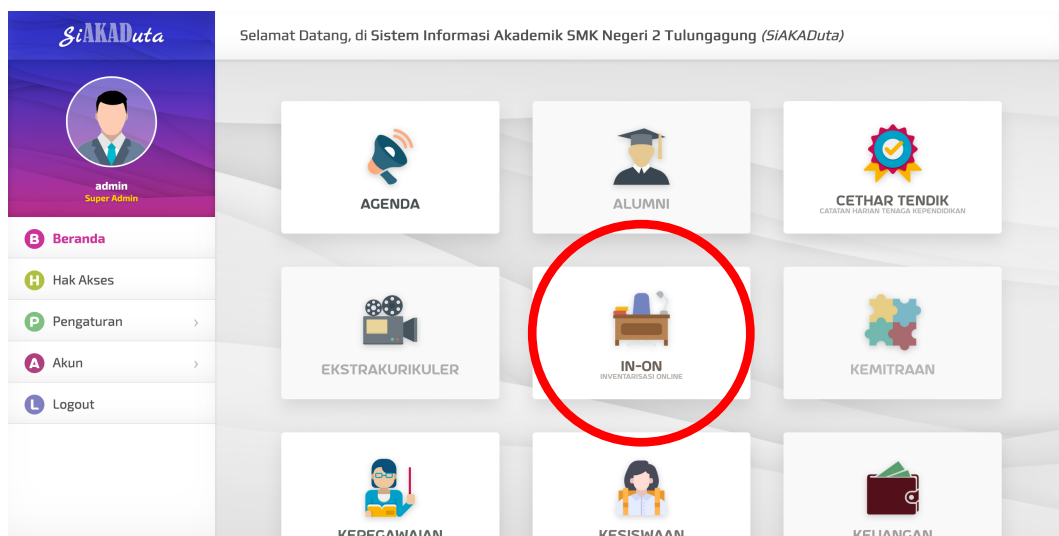 SiAKADuta
Selamat Datang, di Sistem Informasi Akademik SMK Negeri 2 Tulungagung (SiAKADuta)
admin
Super Admin
B Beranda
H Hak Akses
P Pengaturan
A Akun
L Logout
AGENDA
ALUMNI
CETHAR TENDIK
CATATAN HARIAN TENAGA KEPENDIDIKAN
EKSTRAKURIKULER
IN-ON
INVENTARISASI ONLINE
KEMITRAAN
KEPEGAWAIAN
KESISWAAN
KEUANGAN